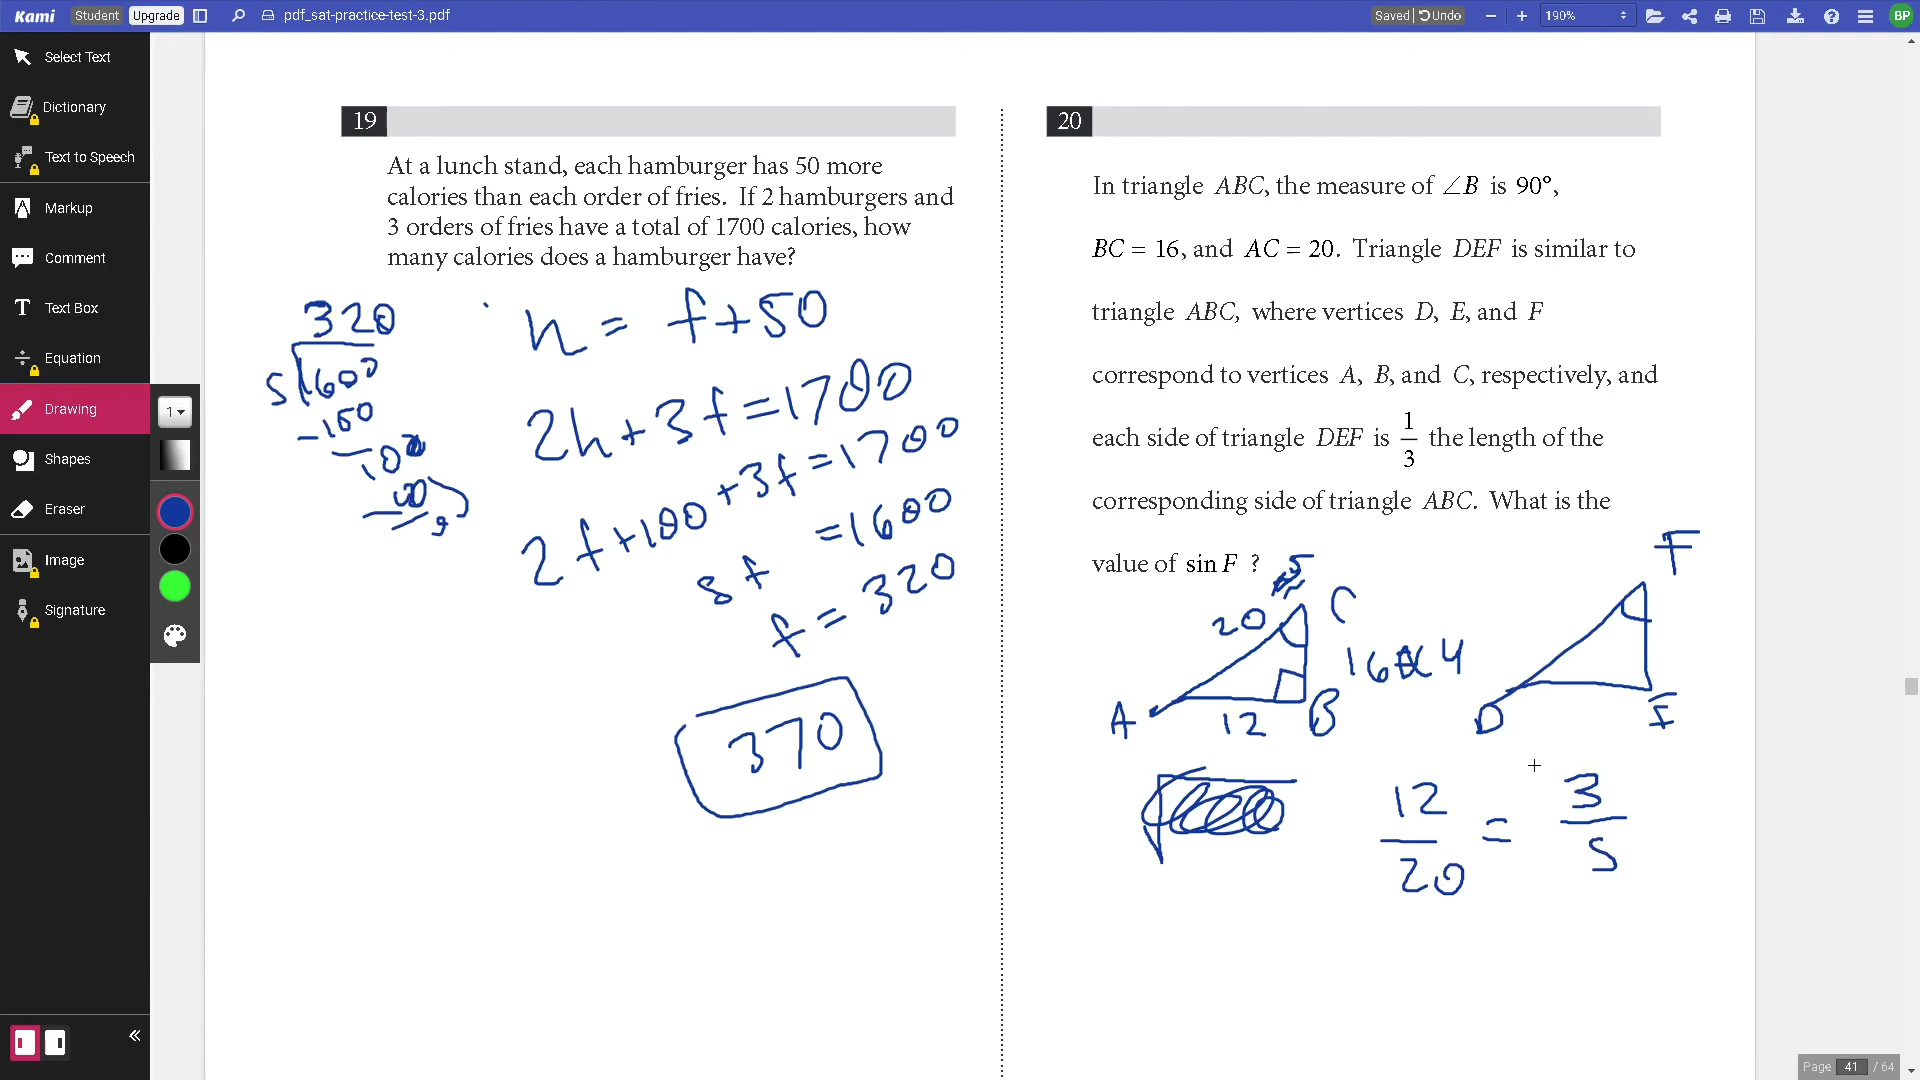 Kami Student Upgrade pdf_sat-practice-test-3.pdf Saved Undo 190% BP
Select Text
Dictionary
Text to Speech
Markup
Comment
Text Box
Equation
Drawing
Shapes
Eraser
Image
Signature
1
19
At a lunch stand, each hamburger has 50 more
calories than each order of fries. If 2 hamburgers and
3 orders of fries have a total of 1700 calories, how
many calories does a hamburger have?
320
5 1600
-150
100
h = f+50
2h+3f=1700
2f+100+3f=1700
5f =1600
f = 320
370
20
In triangle ABC, the measure of ∠B is 90°,
BC = 16, and AC = 20. Triangle DEF is similar to
triangle ABC, where vertices D, E, and F
correspond to vertices A, B, and C, respectively, and
each side of triangle DEF is 1/3 the length of the
corresponding side of triangle ABC. What is the
value of sin F ?
20 C
16 4
A 12 B
F
D E
12/20 = 3/5
Page 41 / 64